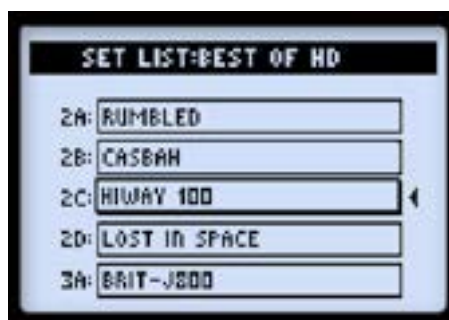 SET LIST:BEST OF HD
2A: RUMBLED
2B: CASBAH
2C: HIWAY 100
2D: LOST IN SPACE
3A: BRIT-J800